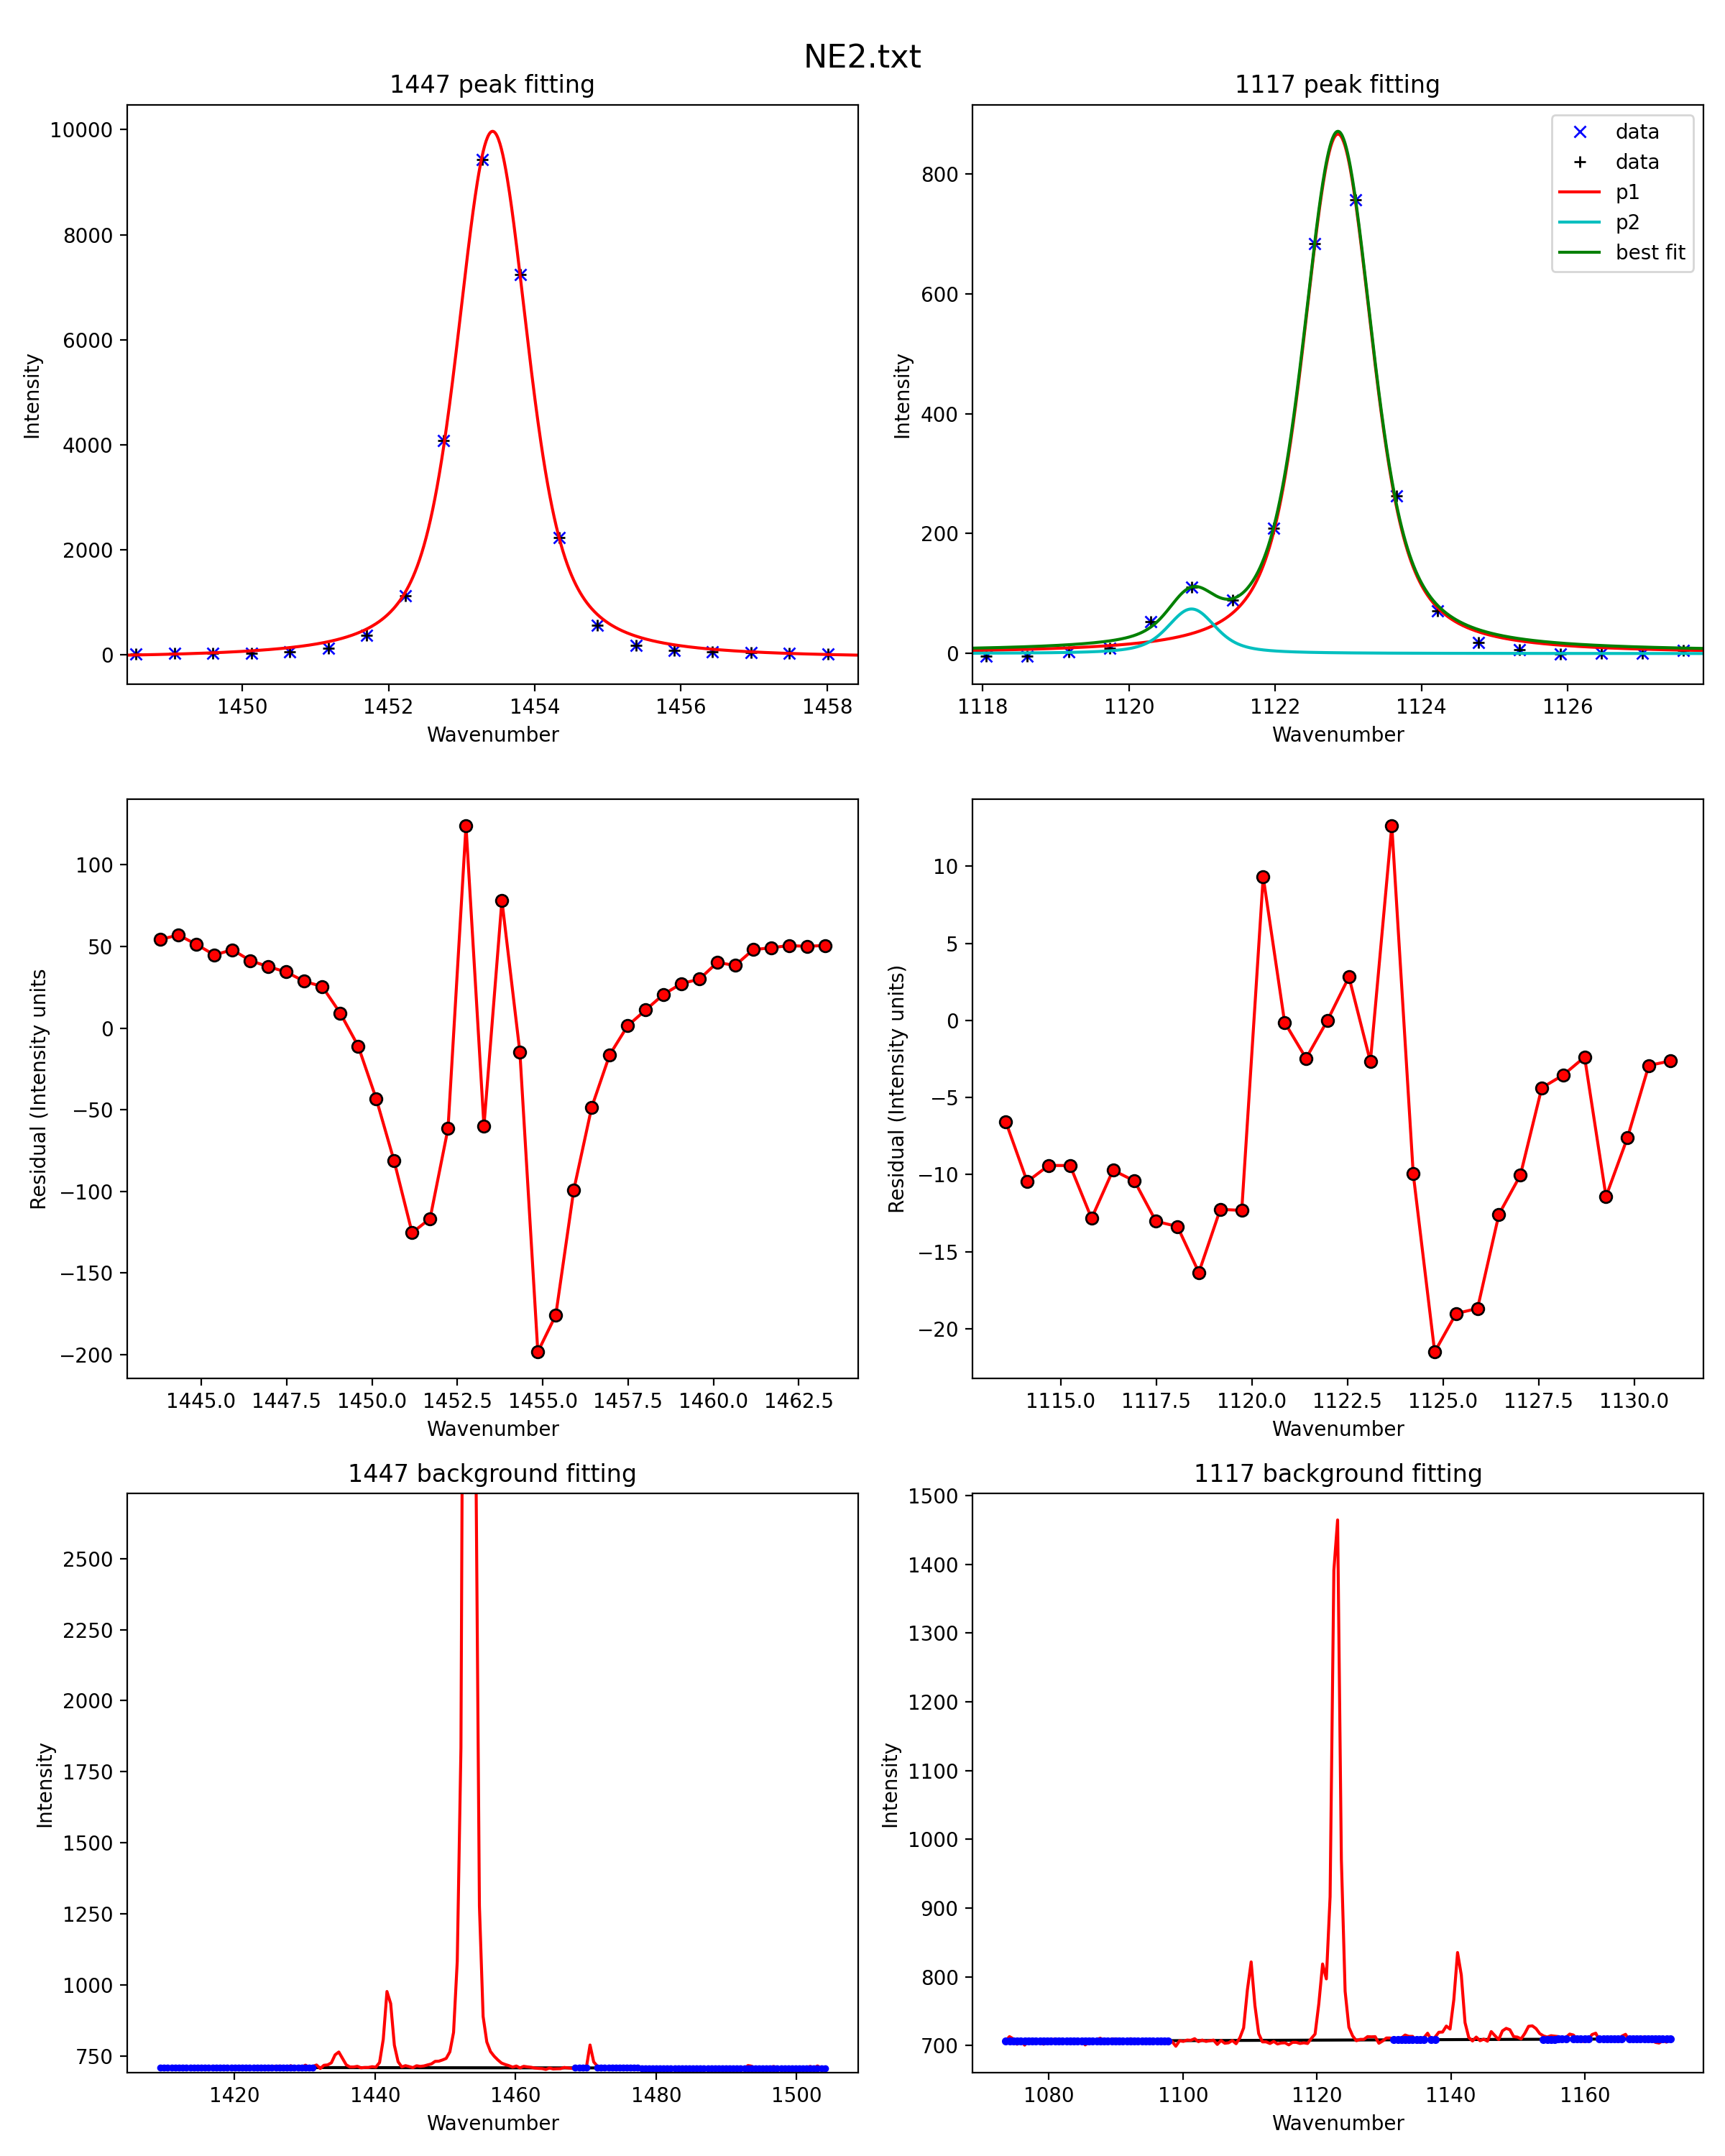 NE2.txt
1447 peak fitting
10000
8000
6000
4000
2000
0
Intensity
1450 1452 1454 1456 1458
Wavenumber
1117 peak fitting
data
data
p1
p2
best fit
800
600
400
200
0
Intensity
1118 1120 1122 1124 1126
Wavenumber
100
50
0
−50
−100
−150
−200
Residual (Intensity units
1445.0 1447.5 1450.0 1452.5 1455.0 1457.5 1460.0 1462.5
Wavenumber
10
5
0
−5
−10
−15
−20
Residual (Intensity units)
1115.0 1117.5 1120.0 1122.5 1125.0 1127.5 1130.0
Wavenumber
1447 background fitting
2500
2250
2000
1750
1500
1250
1000
750
Intensity
1420 1440 1460 1480 1500
Wavenumber
1117 background fitting
1500
1400
1300
1200
1100
1000
900
800
700
Intensity
1080 1100 1120 1140 1160
Wavenumber